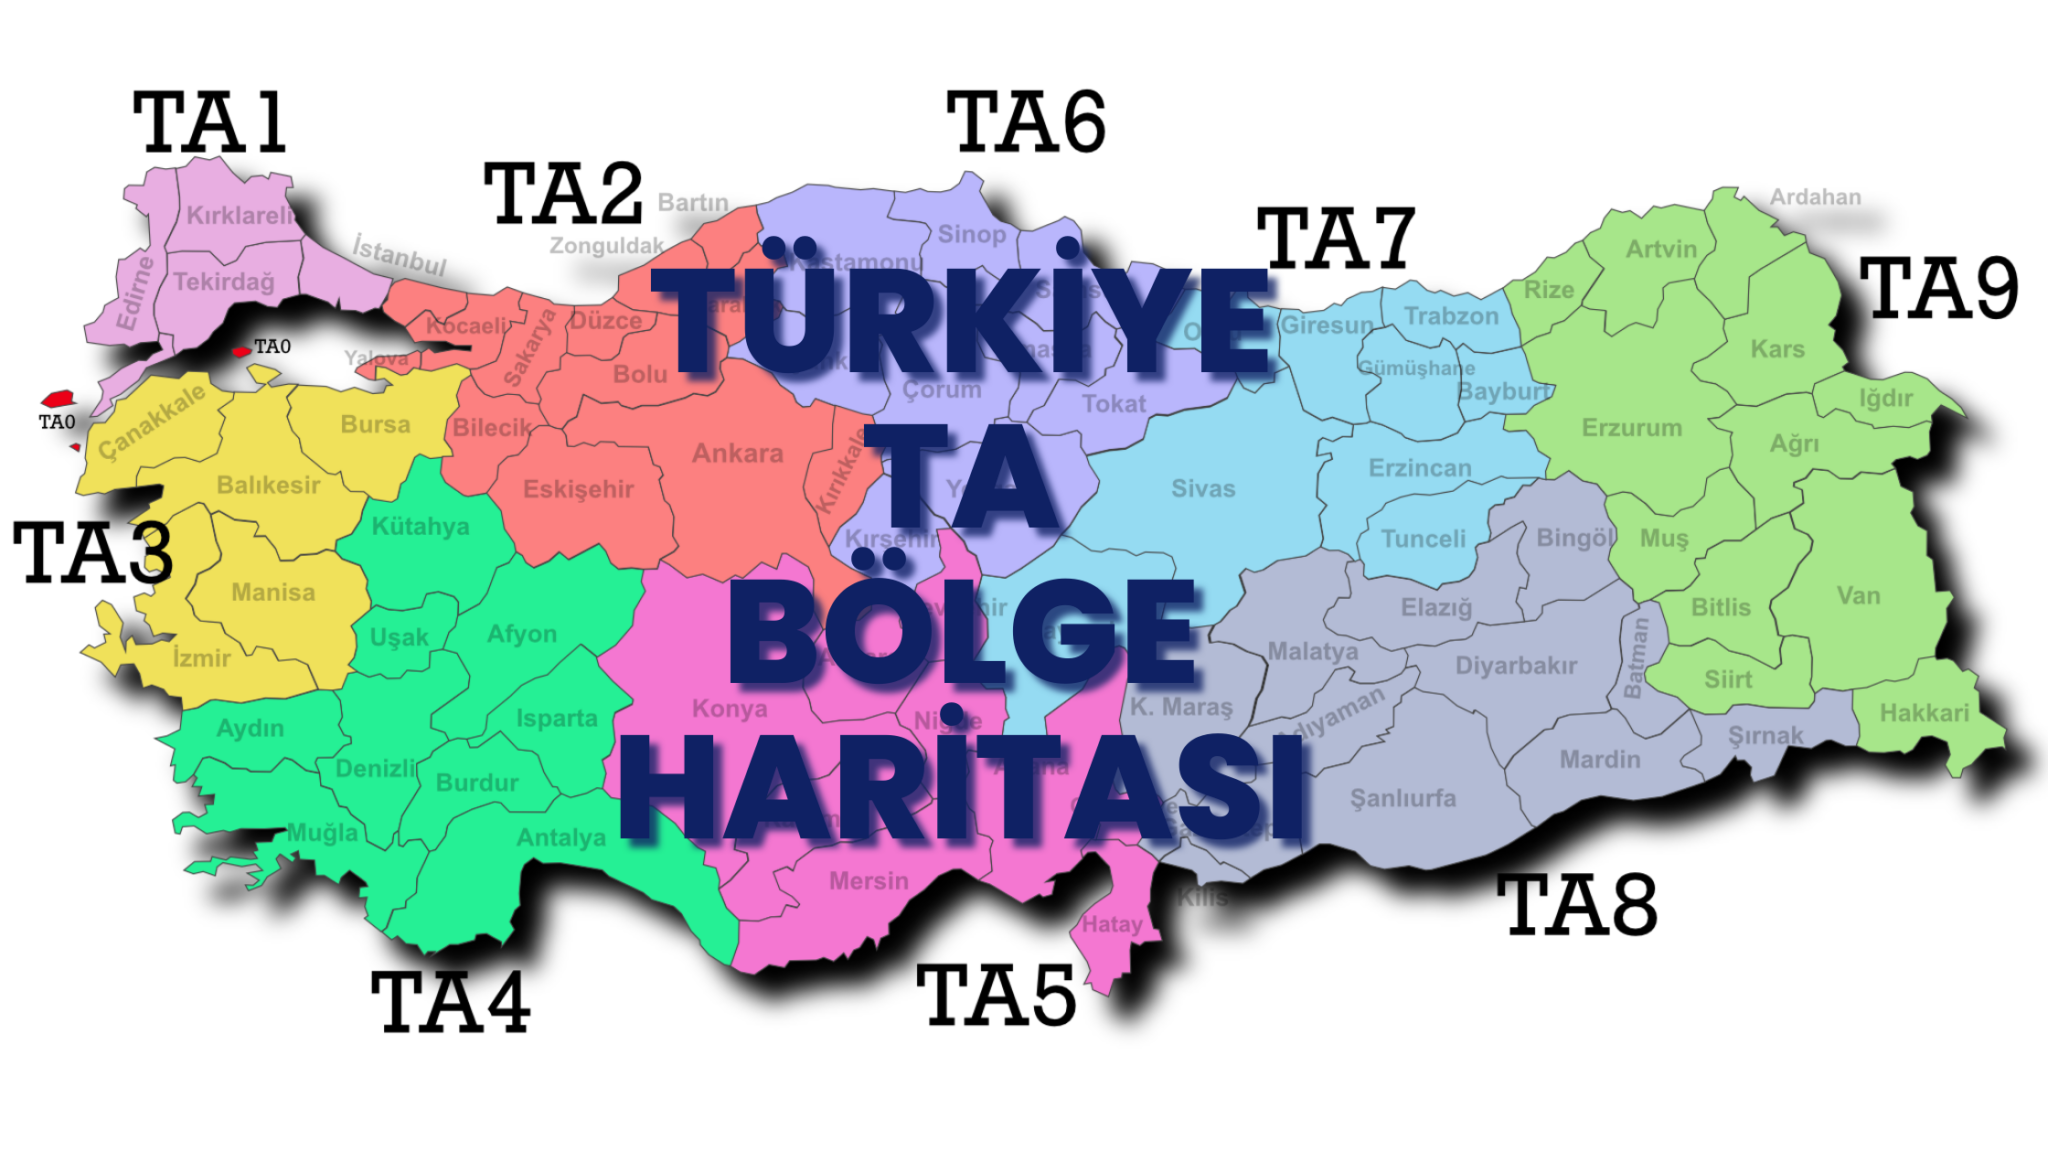 TA1
TA6
TA2
Bartın
Ardahan
Kırklareli
TA7
Sinop
İstanbul
Zonguldak
Artvin
TÜRKİYE
Edirne
Tekirdağ
TA9
Rize
Kocaeli
Sakarya
Düzce
Giresun
Trabzon
TA0
Yalova
Kars
Bolu
Gümüşhane
Çorum
Bayburt
Iğdır
TA0
Çanakkale
Bursa
Tokat
Bilecik
Erzurum
Ağrı
Ankara
TA
Kırıkkale
Erzincan
Balıkesir
Eskişehir
Sivas
Kütahya
TA3
Kırşehir
Tunceli
Bingöl
Muş
Manisa
Van
Elazığ
Bitlis
BÖLGE
Uşak
Afyon
İzmir
Malatya
Diyarbakır
Batman
Siirt
Konya
K. Maraş
Adıyaman
Hakkari
Isparta
Niğde
Aydın
Şırnak
HARİTASI
Denizli
Burdur
Mardin
Şanlıurfa
Muğla
Antalya
Mersin
Kilis
TA8
Hatay
TA4
TA5